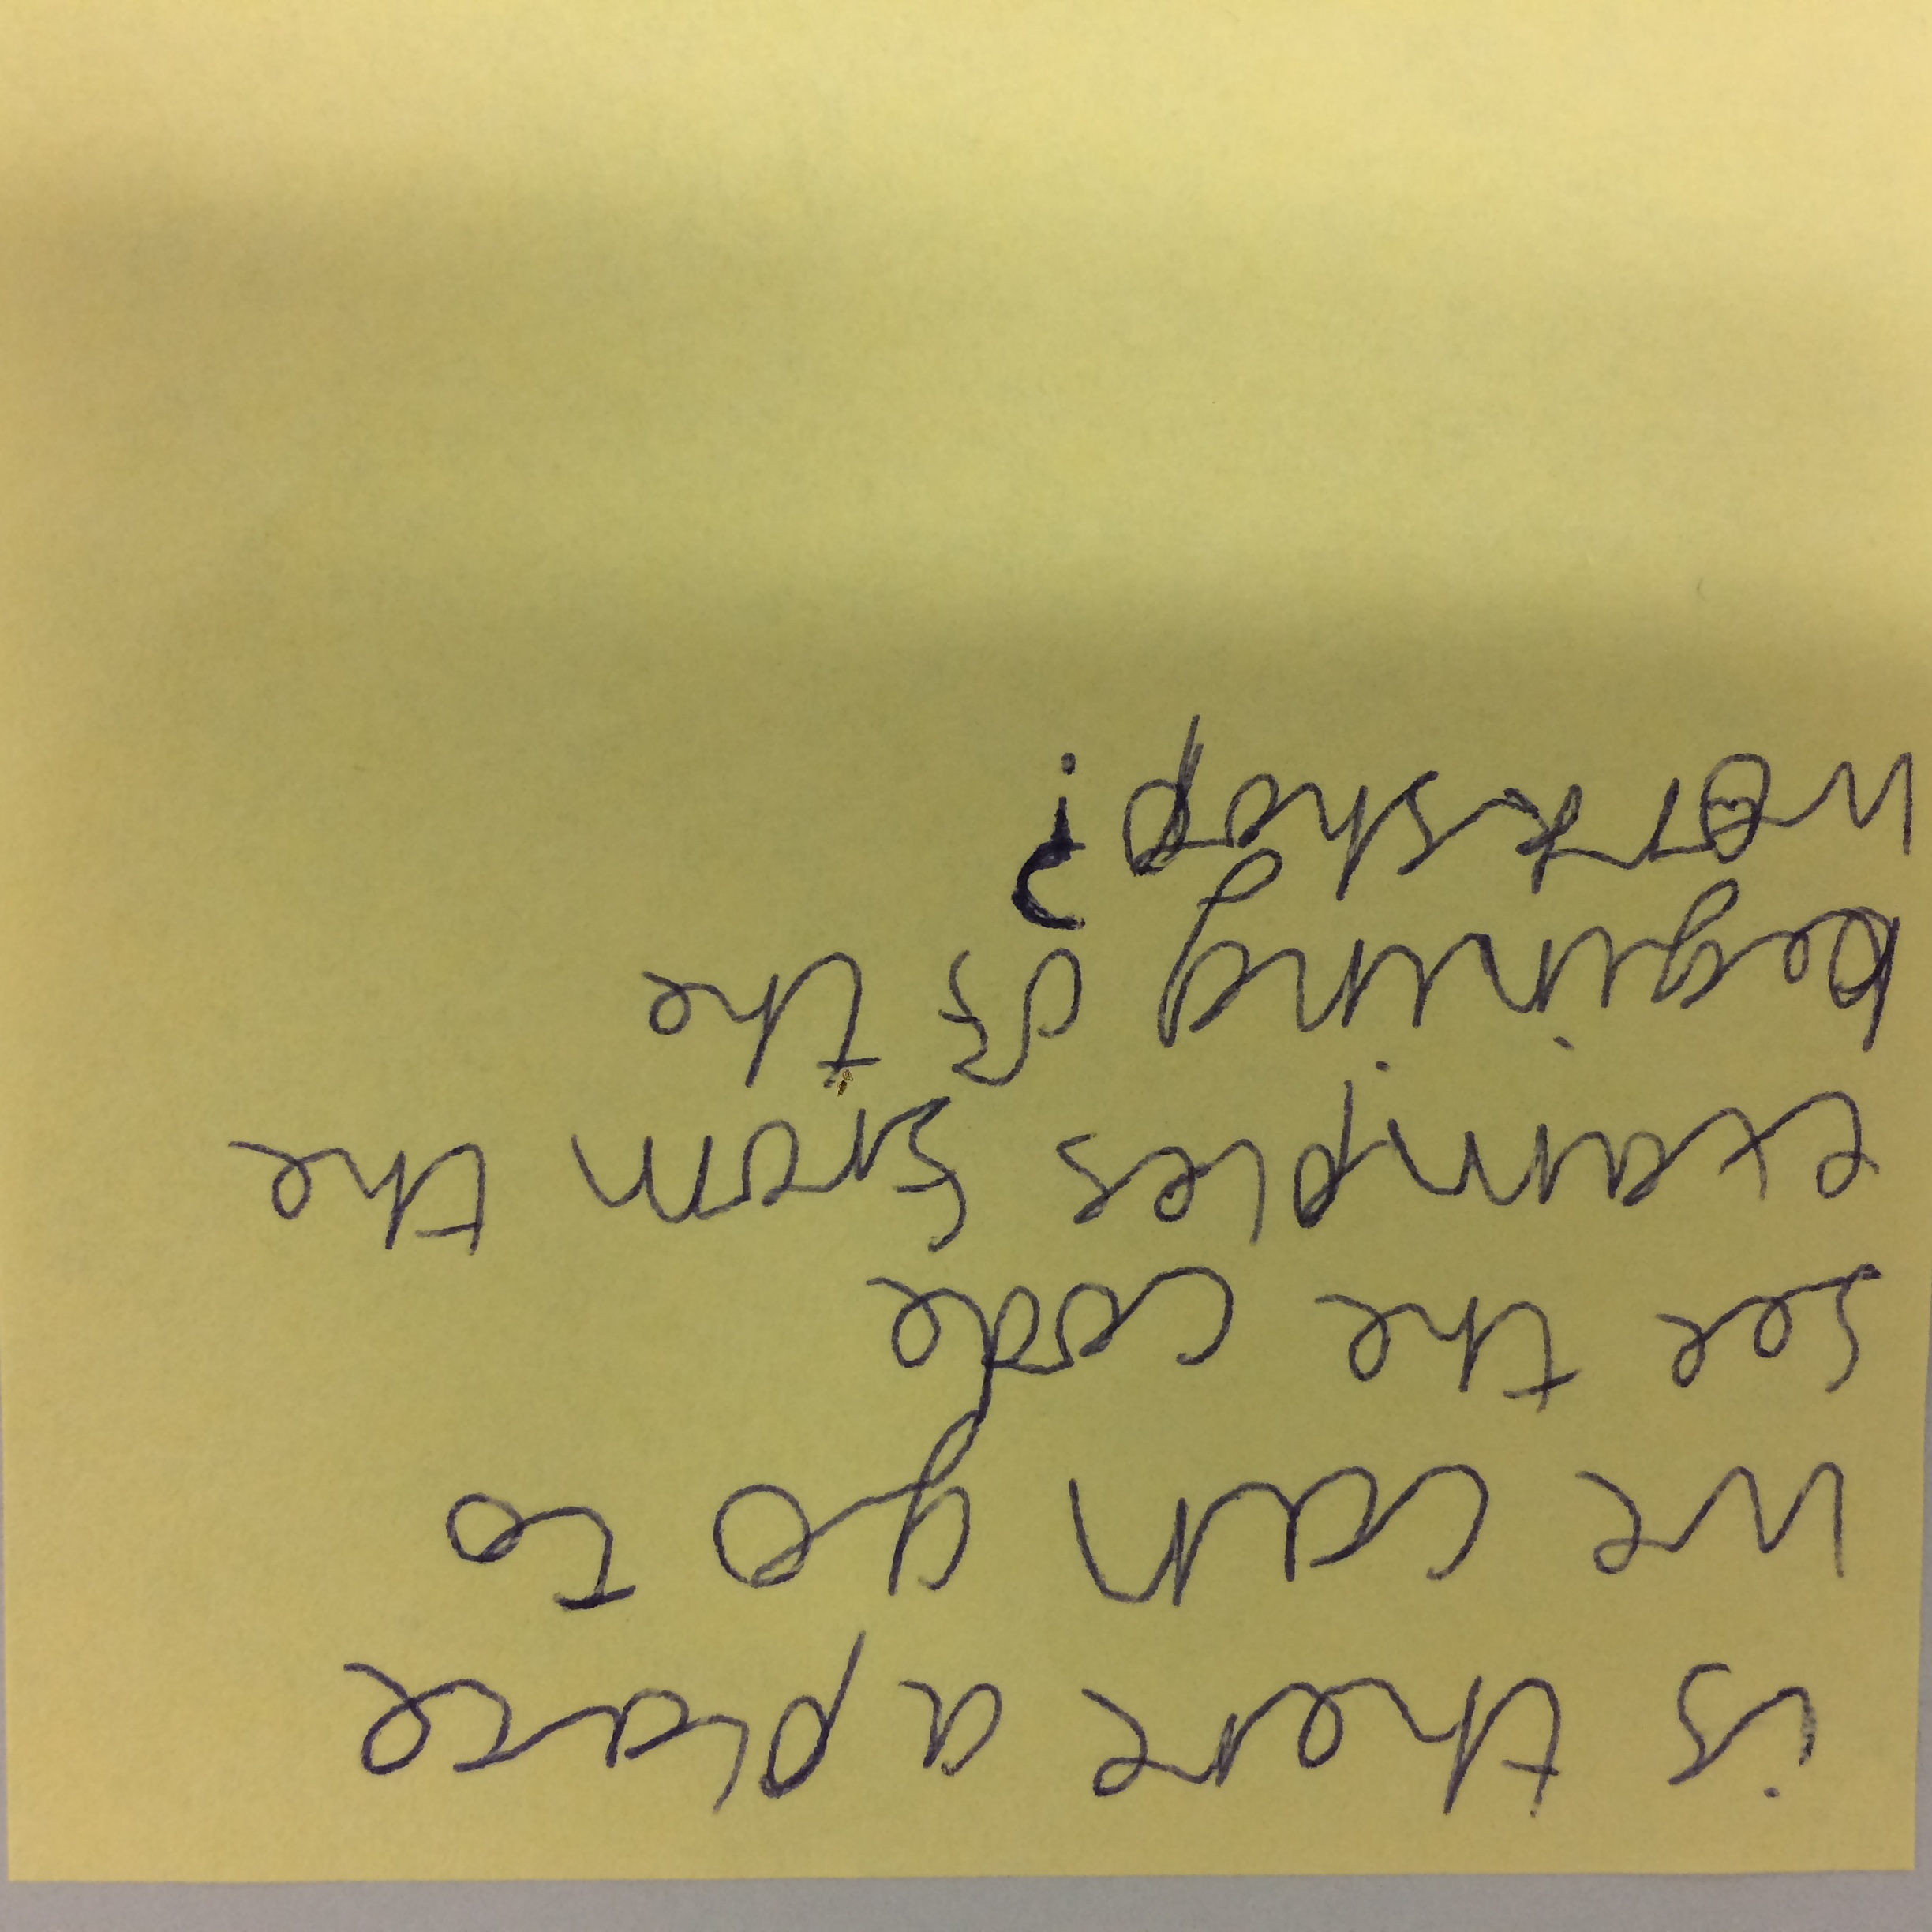 is there a place
we can go to
see the code
examples from the
begining of the
workshop?